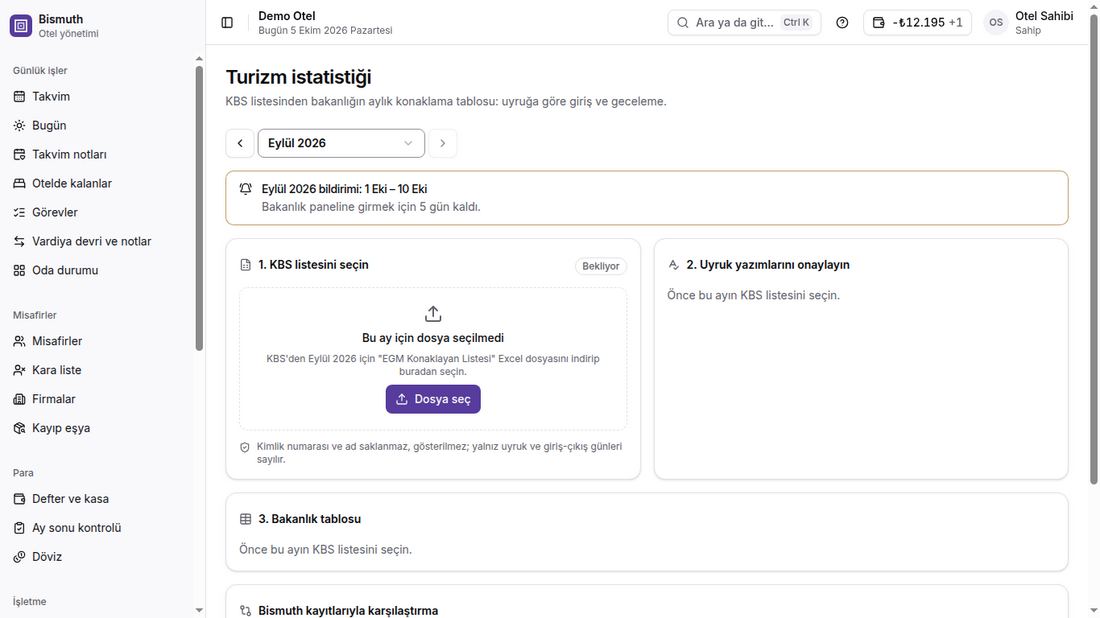 Bismuth
Otel yönetimi
Günlük işler
Takvim
Bugün
Takvim notları
Otelde kalanlar
Görevler
Vardiya devri ve notlar
Oda durumu
Misafirler
Misafirler
Kara liste
Firmalar
Kayıp eşya
Para
Defter ve kasa
Ay sonu kontrolü
Döviz
İşletme
Demo Otel
Bugün 5 Ekim 2026 Pazartesi
Ara ya da git... Ctrl K
-₺12.195 +1
OS
Otel Sahibi
Sahip
Turizm istatistiği
KBS listesinden bakanlığın aylık konaklama tablosu: uyruğa göre giriş ve geceleme.
Eylül 2026
Eylül 2026 bildirimi: 1 Eki – 10 Eki
Bakanlık paneline girmek için 5 gün kaldı.
1. KBS listesini seçin
Bekliyor
Bu ay için dosya seçilmedi
KBS'den Eylül 2026 için "EGM Konaklayan Listesi" Excel dosyasını indirip
buradan seçin.
Dosya seç
Kimlik numarası ve ad saklanmaz, gösterilmez; yalnız uyruk ve giriş-çıkış günleri
sayılır.
2. Uyruk yazımlarını onaylayın
Önce bu ayın KBS listesini seçin.
3. Bakanlık tablosu
Önce bu ayın KBS listesini seçin.
Bismuth kayıtlarıyla karşılaştırma